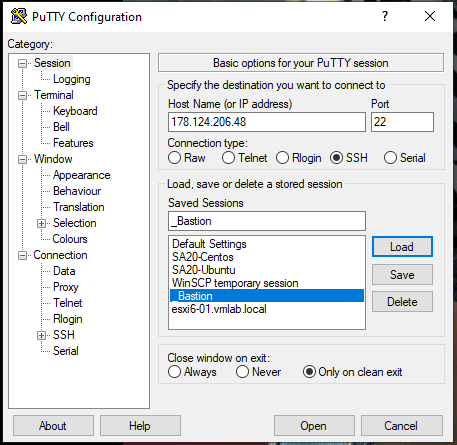 PuTTY Configuration
?
Category:
Session
Logging
Terminal
Keyboard
Bell
Features
Window
Appearance
Behaviour
Translation
Selection
Colours
Connection
Data
Proxy
Telnet
Rlogin
SSH
Serial
Basic options for your PuTTY session
Specify the destination you want to connect to
Host Name (or IP address) Port
178.124.206.48 22
Connection type:
Raw Telnet Rlogin SSH Serial
Load, save or delete a stored session
Saved Sessions
_Bastion
Default Settings
SA20-Centos
SA20-Ubuntu
WinSCP temporary session
_Bastion
esxi6-01.vmlab.local
Load
Save
Delete
Close window on exit:
Always Never Only on clean exit
About Help Open Cancel